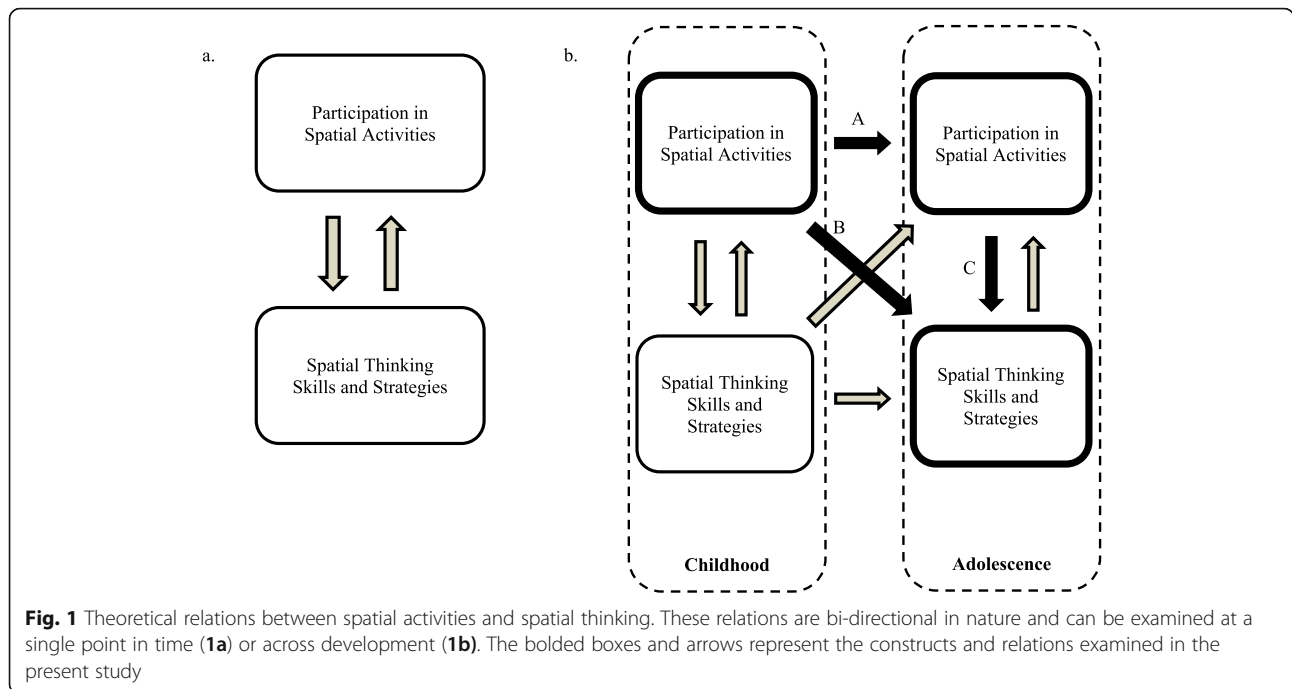 a.
Participation in
Spatial Activities
Spatial Thinking
Skills and Strategies
b.
Participation in
Spatial Activities
A
Participation in
Spatial Activities
B
C
Spatial Thinking
Skills and
Strategies
Spatial Thinking
Skills and
Strategies
Childhood
Adolescence
Fig. 1 Theoretical relations between spatial activities and spatial thinking. These relations are bi-directional in nature and can be examined at a
single point in time (1a) or across development (1b). The bolded boxes and arrows represent the constructs and relations examined in the
present study